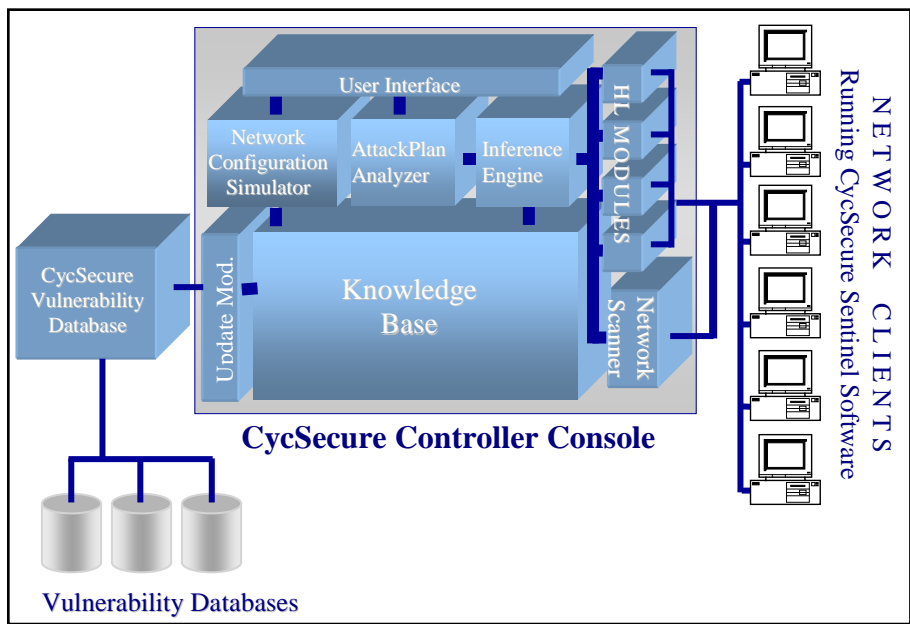 User Interface
Network
Configuration
Simulator
AttackPlan
Analyzer
Inference
Engine
HL MODULES
CycSecure
Vulnerability
Database
Update Mod.
Knowledge
Base
Network
Scanner
CycSecure Controller Console
Vulnerability Databases
NETWORK CLIENTS
Running CycSecure Sentinel Software